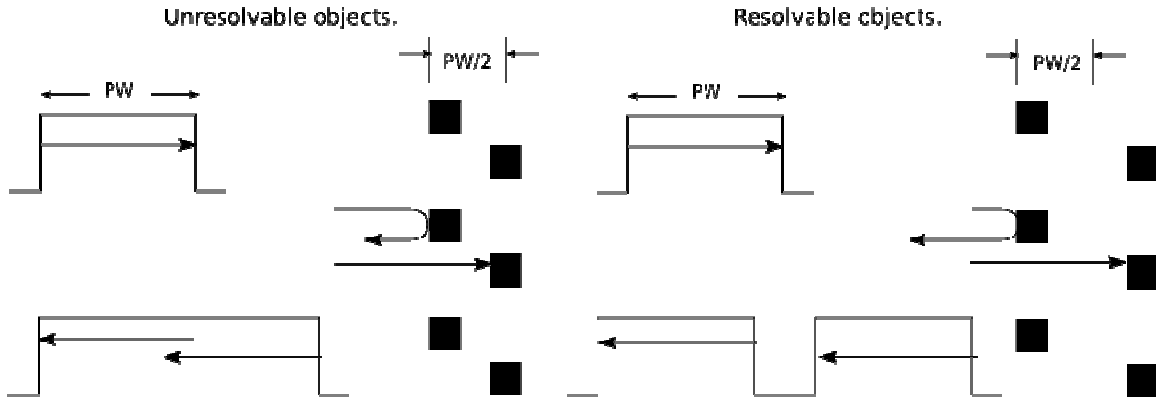 Unresolvable objects.
Resolvable objects.
PW/2
PW/2
PW
PW